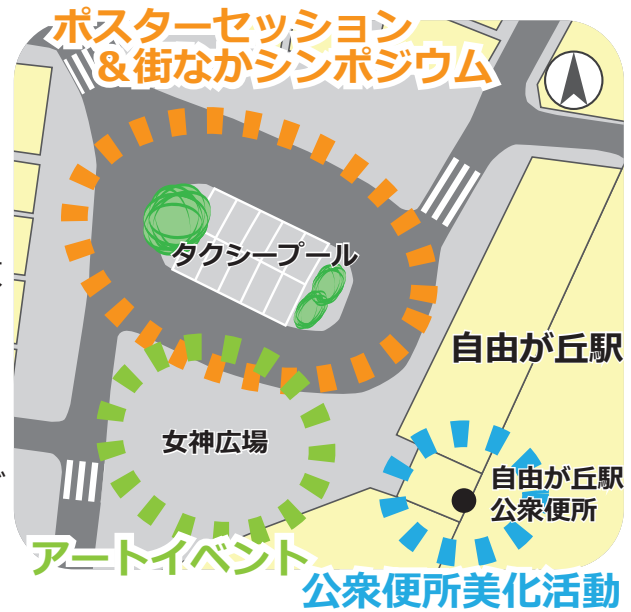 ポスターセッション
＆街なかシンポジウム
タクシープール
自由が丘駅
女神広場
自由が丘駅
公衆便所
アートイベント
公衆便所美化活動